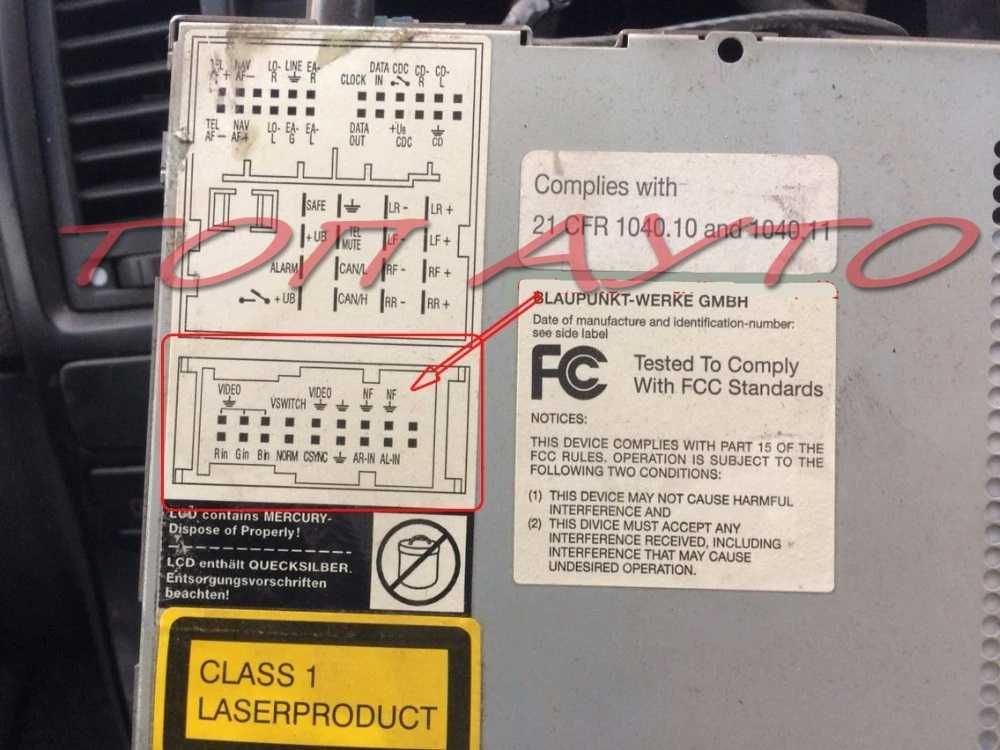 TEL NAV LO- LINE EA-
AF+ AF- R R
DATA CDC CD- CD-
CLOCK IN R L
TEL NAV LO- EA- EA-
AF- AF+ L G L
DATA +UB CD
OUT CDC
SAFE LR - LR +
+ UB TEL MUTE LF - LF +
ALARM CAN/L RF - RF +
+UB CAN/H RR - RR +
ТОП АУТО
VIDEO VSWITCH VIDEO NF NF
R in G in B in NORM CSYNC AR-IN AL-IN
LCD contains MERCURY-
Dispose of Properly!
LCD enthält QUECKSILBER.
Entsorgungsvorschriften
beachten!
CLASS 1
LASERPRODUCT
Complies with
21 CFR 1040.10 and 1040.11
BLAUPUNKT-WERKE GMBH
Date of manufacture and identification-number:
see side label
FC
Tested To Comply
With FCC Standards
NOTICES:
THIS DEVICE COMPLIES WITH PART 15 OF THE
FCC RULES. OPERATION IS SUBJECT TO THE
FOLLOWING TWO CONDITIONS:
(1) THIS DEVICE MAY NOT CAUSE HARMFUL
INTERFERENCE AND
(2) THIS DIVICE MUST ACCEPT ANY
INTERFERENCE RECEIVED, INCLUDING
INTERFERENCE THAT MAY CAUSE
UNDESIRED OPERATION.